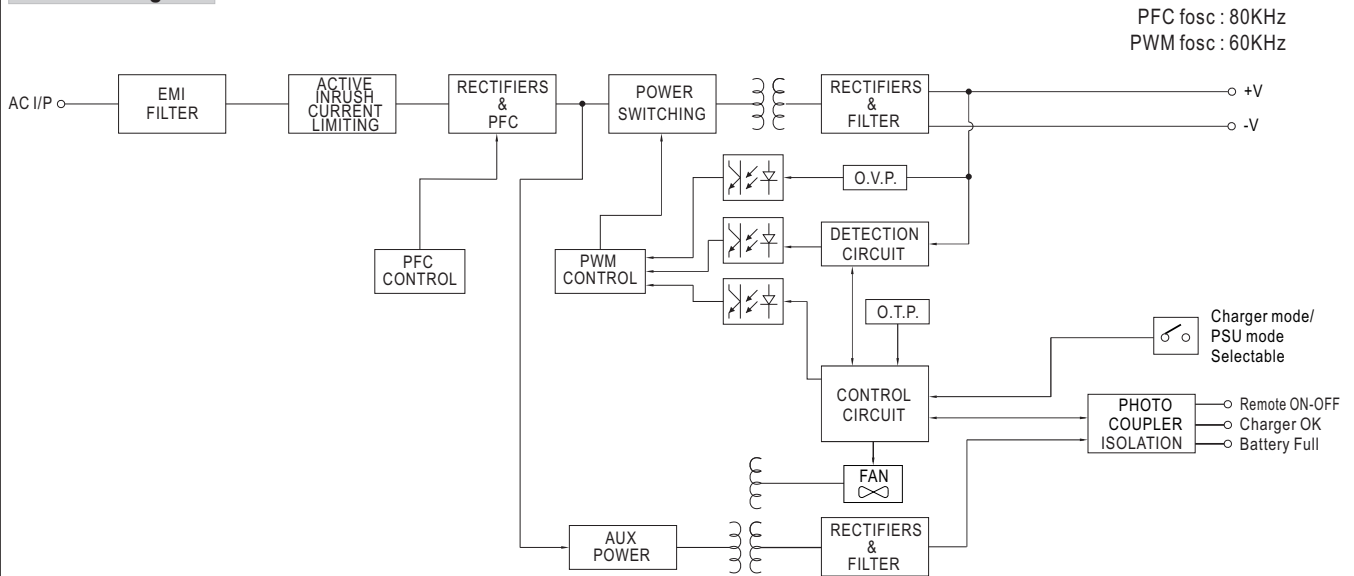 PFC fosc : 80KHz
PWM fosc : 60KHz
AC I/P
EMI
FILTER
ACTIVE
INRUSH
CURRENT
LIMITING
RECTIFIERS
&
PFC
POWER
SWITCHING
RECTIFIERS
&
FILTER
+V
-V
O.V.P.
PFC
CONTROL
PWM
CONTROL
DETECTION
CIRCUIT
O.T.P.
Charger mode/
PSU mode
Selectable
CONTROL
CIRCUIT
PHOTO
COUPLER
ISOLATION
Remote ON-OFF
Charger OK
Battery Full
FAN
AUX
POWER
RECTIFIERS
&
FILTER